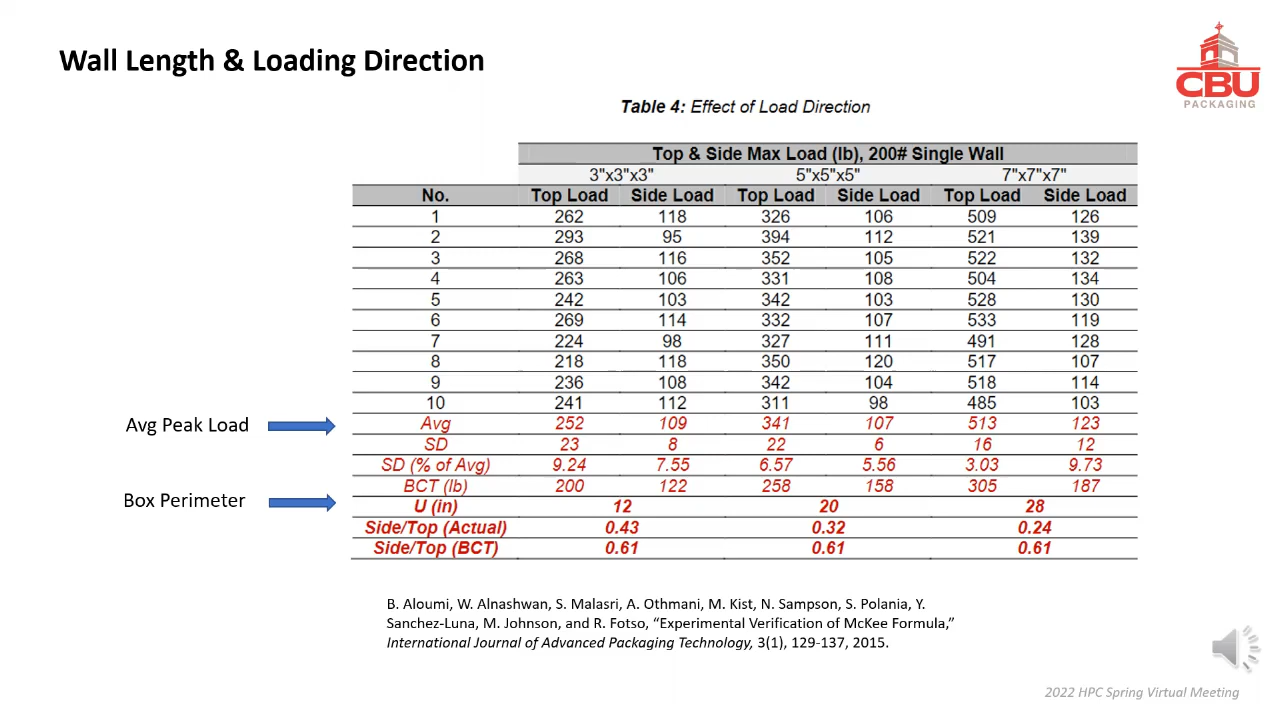 Wall Length & Loading Direction
CBU
PACKAGING
Table 4: Effect of Load Direction
Top & Side Max Load (lb), 200# Single Wall
3"x3"x3" 5"x5"x5" 7"x7"x7"
No. Top Load Side Load Top Load Side Load Top Load Side Load
1 262 118 326 106 509 126
2 293 95 394 112 521 139
3 268 116 352 105 522 132
4 263 106 331 108 504 134
5 242 103 342 103 528 130
6 269 114 332 107 533 119
7 224 98 327 111 491 128
8 218 118 350 120 517 107
9 236 108 342 104 518 114
10 241 112 311 98 485 103
Avg Peak Load Avg 252 109 341 107 513 123
SD 23 8 22 6 16 12
SD (% of Avg) 9.24 7.55 6.57 5.56 3.03 9.73
BCT (lb) 200 122 258 158 305 187
Box Perimeter U (in) 12 20 28
Side/Top (Actual) 0.43 0.32 0.24
Side/Top (BCT) 0.61 0.61 0.61
B. Aloumi, W. Alnashwan, S. Malasri, A. Othmani, M. Kist, N. Sampson, S. Polania, Y.
Sanchez-Luna, M. Johnson, and R. Fotso, “Experimental Verification of McKee Formula,”
International Journal of Advanced Packaging Technology, 3(1), 129-137, 2015.
2022 HPC Spring Virtual Meeting